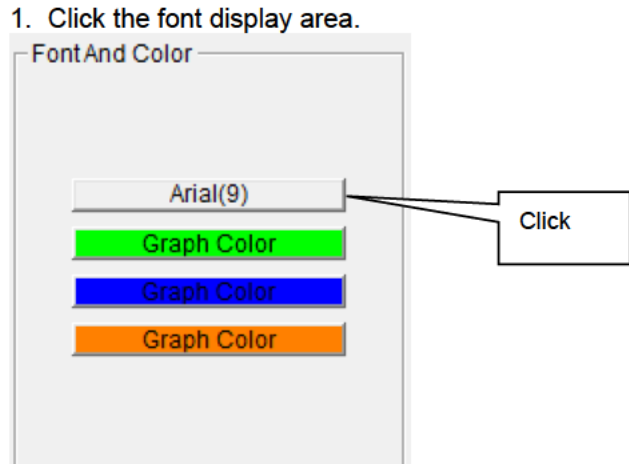 1. Click the font display area.
Font And Color
Arial(9)
Click
Graph Color
Graph Color
Graph Color